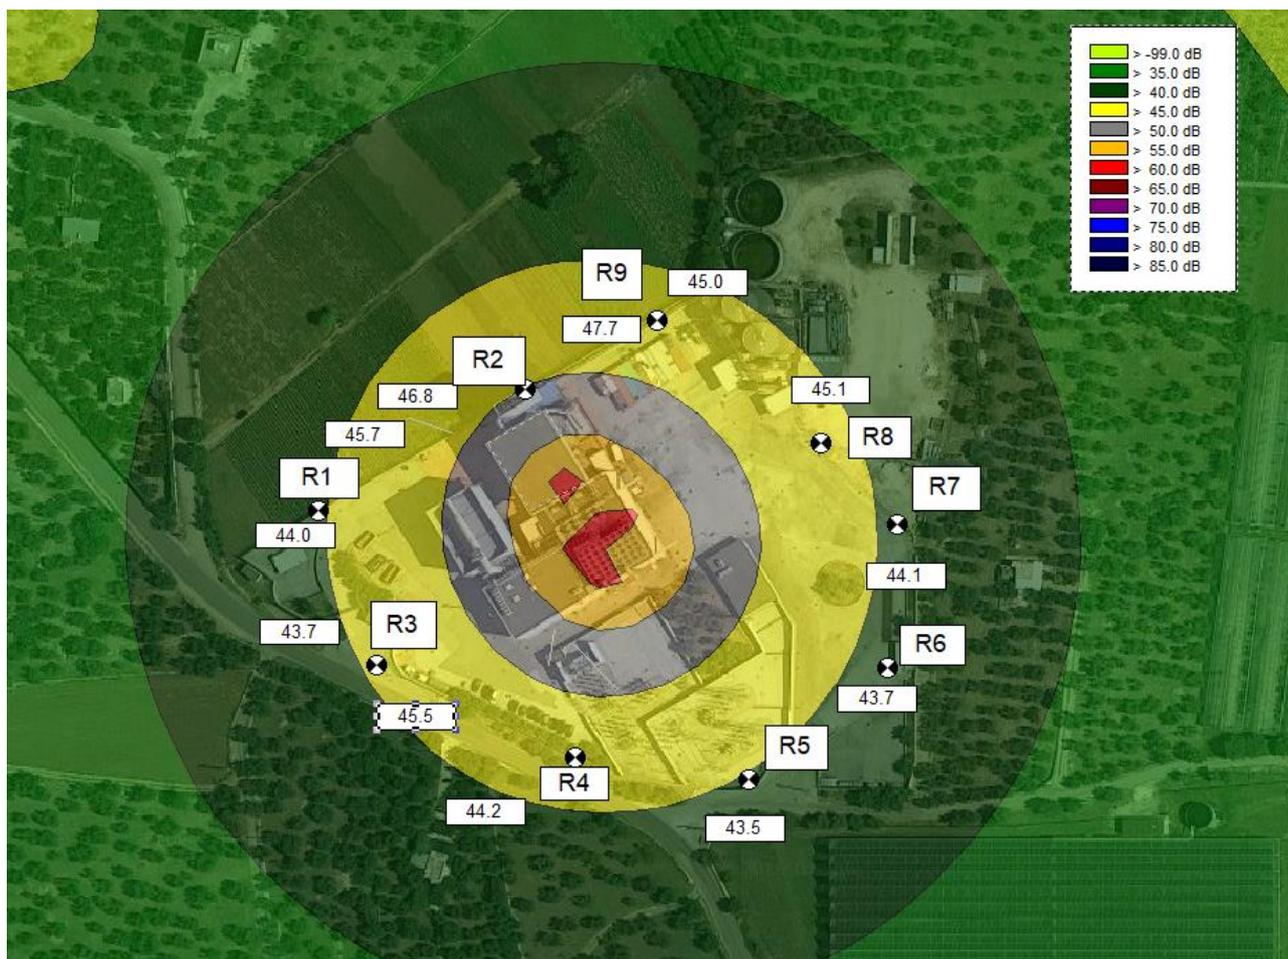 > -99.0 dB
> 35.0 dB
> 40.0 dB
> 45.0 dB
> 50.0 dB
> 55.0 dB
> 60.0 dB
> 65.0 dB
> 70.0 dB
> 75.0 dB
> 80.0 dB
> 85.0 dB
R9
45.0
47.7
R2
46.8
45.1
45.7
R8
R1
R7
44.0
44.1
43.7
R3
R6
43.7
45.5
R5
R4
44.2
43.5